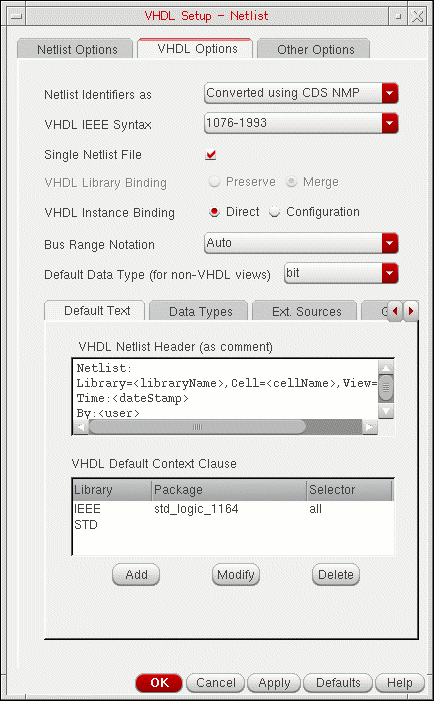 VHDL Setup - Netlist
Netlist Options
VHDL Options
Other Options
Netlist Identifiers as Converted using CDS NMP
VHDL IEEE Syntax 1076-1993
Single Netlist File
VHDL Library Binding Preserve Merge
VHDL Instance Binding Direct Configuration
Bus Range Notation Auto
Default Data Type (for non-VHDL views) bit
Default Text
Data Types
Ext. Sources
VHDL Netlist Header (as comment)
Netlist:
Library=<libraryName>,Cell=<cellName>,View=
Time:<dateStamp>
By:<user>
VHDL Default Context Clause
Library Package Selector
IEEE std_logic_1164 all
STD
Add Modify Delete
OK Cancel Apply Defaults Help